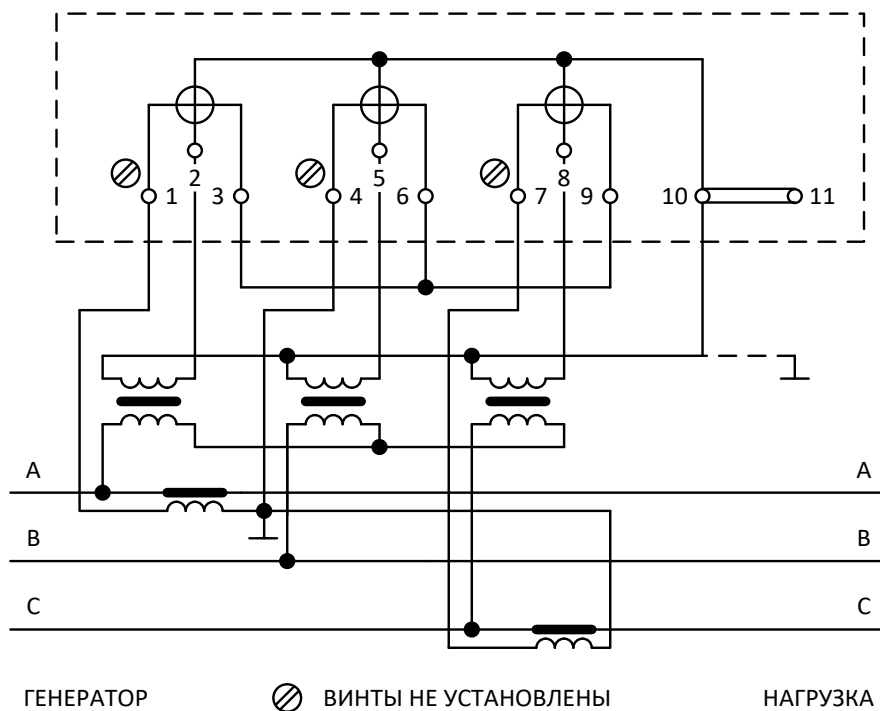 2 5 8
1 3 4 6 7 9 10 11
A A
B B
C C
ГЕНЕРАТОР ВИНТЫ НЕ УСТАНОВЛЕНЫ НАГРУЗКА